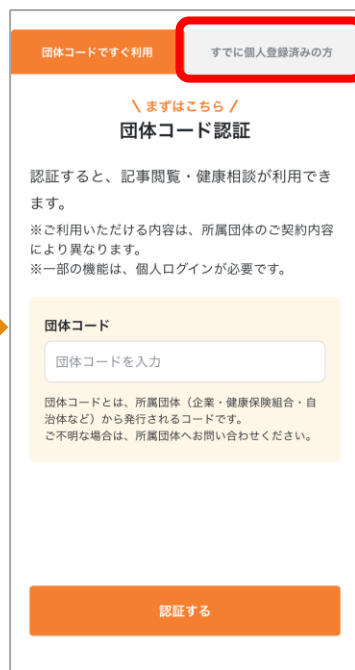 団体コードですぐ利用
すでに個人登録済みの方
\ まずはこちら /
団体コード認証
認証すると、記事閲覧・健康相談が利用でき
ます。
※ご利用いただける内容は、所属団体のご契約内容
により異なります。
※一部の機能は、個人ログインが必要です。
団体コード
団体コードを入力
団体コードとは、所属団体（企業・健康保険組合・自
治体など）から発行されるコードです。
ご不明な場合は、所属団体へお問い合わせください。
認証する